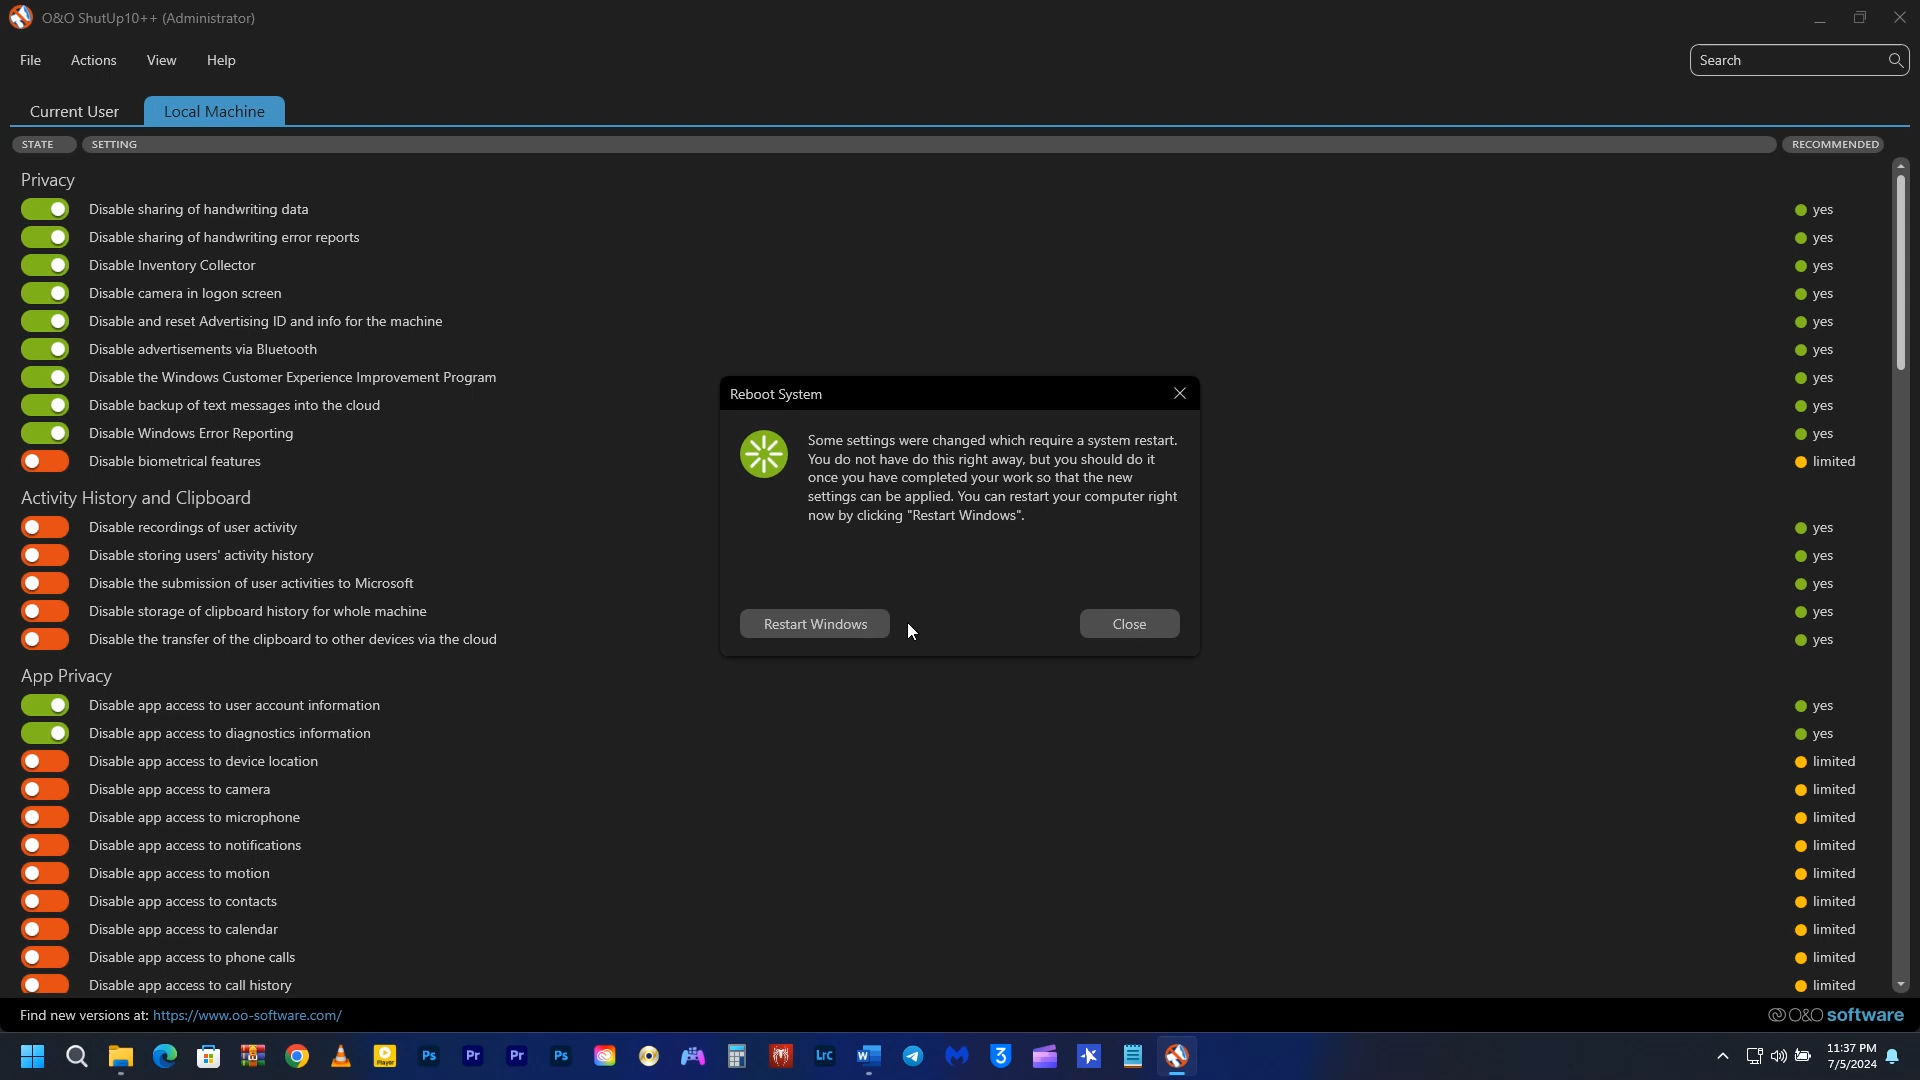 O&O ShutUp10++ (Administrator)
File Actions View Help
Search
Current User Local Machine
STATE SETTING RECOMMENDED
Privacy
Disable sharing of handwriting data yes
Disable sharing of handwriting error reports yes
Disable Inventory Collector yes
Disable camera in logon screen yes
Disable and reset Advertising ID and info for the machine yes
Disable advertisements via Bluetooth yes
Disable the Windows Customer Experience Improvement Program yes
Disable backup of text messages into the cloud yes
Disable Windows Error Reporting yes
Disable biometrical features limited
Activity History and Clipboard
Disable recordings of user activity yes
Disable storing users' activity history yes
Disable the submission of user activities to Microsoft yes
Disable storage of clipboard history for whole machine yes
Disable the transfer of the clipboard to other devices via the cloud yes
App Privacy
Disable app access to user account information yes
Disable app access to diagnostics information yes
Disable app access to device location limited
Disable app access to camera limited
Disable app access to microphone limited
Disable app access to notifications limited
Disable app access to motion limited
Disable app access to contacts limited
Disable app access to calendar limited
Disable app access to phone calls limited
Disable app access to call history limited
Reboot System
Some settings were changed which require a system restart.
You do not have do this right away, but you should do it
once you have completed your work so that the new
settings can be applied. You can restart your computer right
now by clicking "Restart Windows".
Restart Windows Close
Find new versions at: https://www.oo-software.com/
O&O software
Player Ps Pr Pr Ps LrC W 3
11:37 PM
7/5/2024